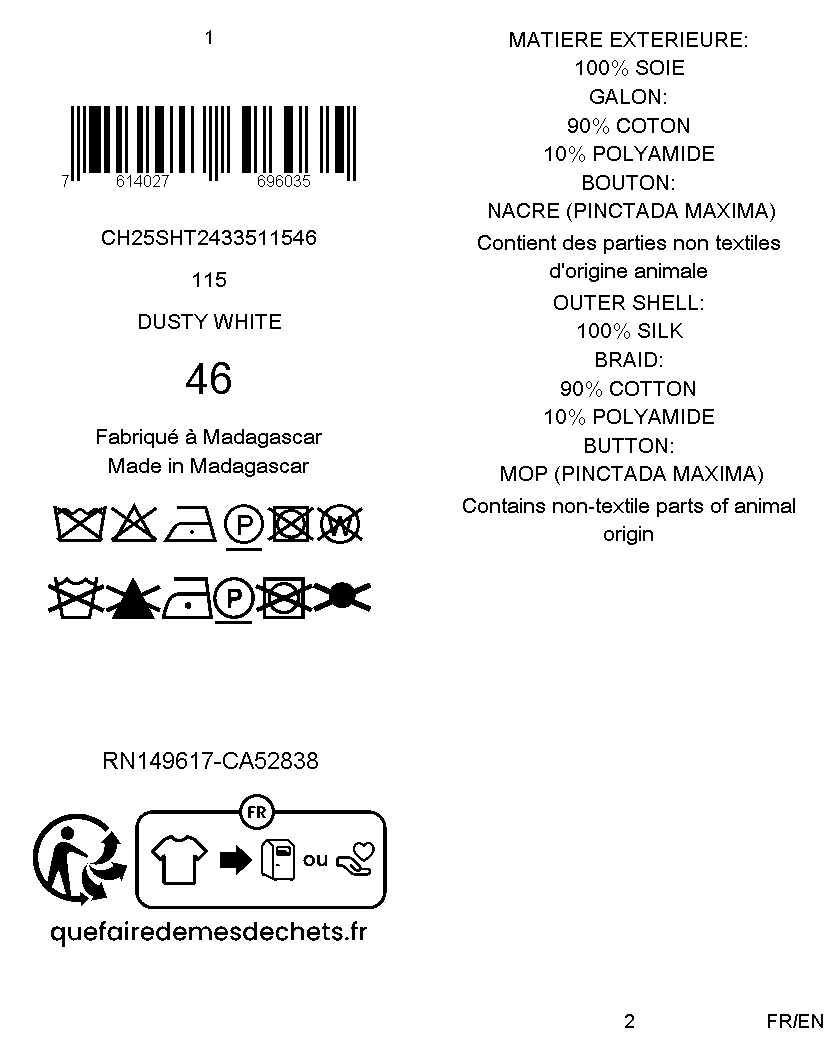 1
7 614027 696035
CH25SHT2433511546
115
DUSTY WHITE
46
Fabriqué à Madagascar
Made in Madagascar
P W
P
RN149617-CA52838
FR
ou
quefairedemesdechets.fr
MATIERE EXTERIEURE:
100% SOIE
GALON:
90% COTON
10% POLYAMIDE
BOUTON:
NACRE (PINCTADA MAXIMA)
Contient des parties non textiles
d'origine animale
OUTER SHELL:
100% SILK
BRAID:
90% COTTON
10% POLYAMIDE
BUTTON:
MOP (PINCTADA MAXIMA)
Contains non-textile parts of animal
origin
2
FR/EN